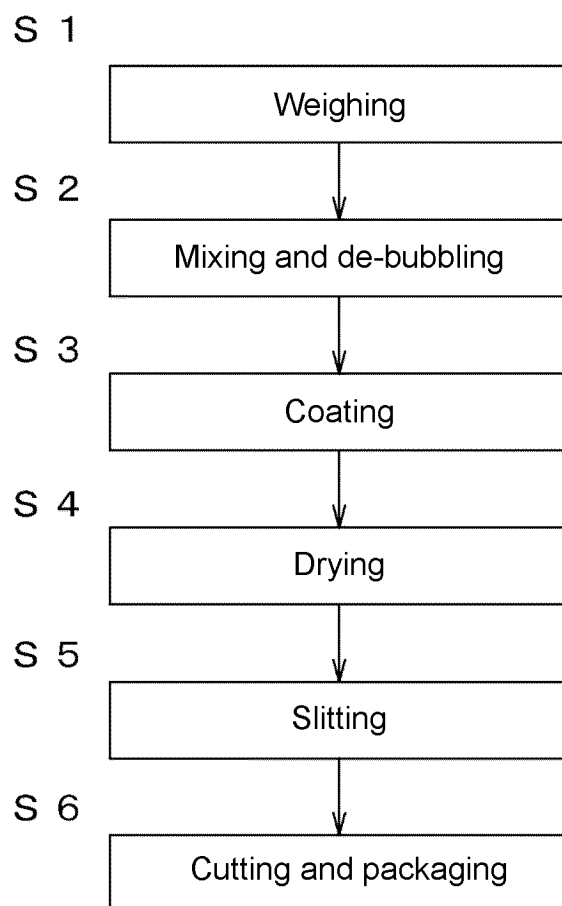 S 1
Weighing
S 2
Mixing and de-bubbling
S 3
Coating
S 4
Drying
S 5
Slitting
S 6
Cutting and packaging